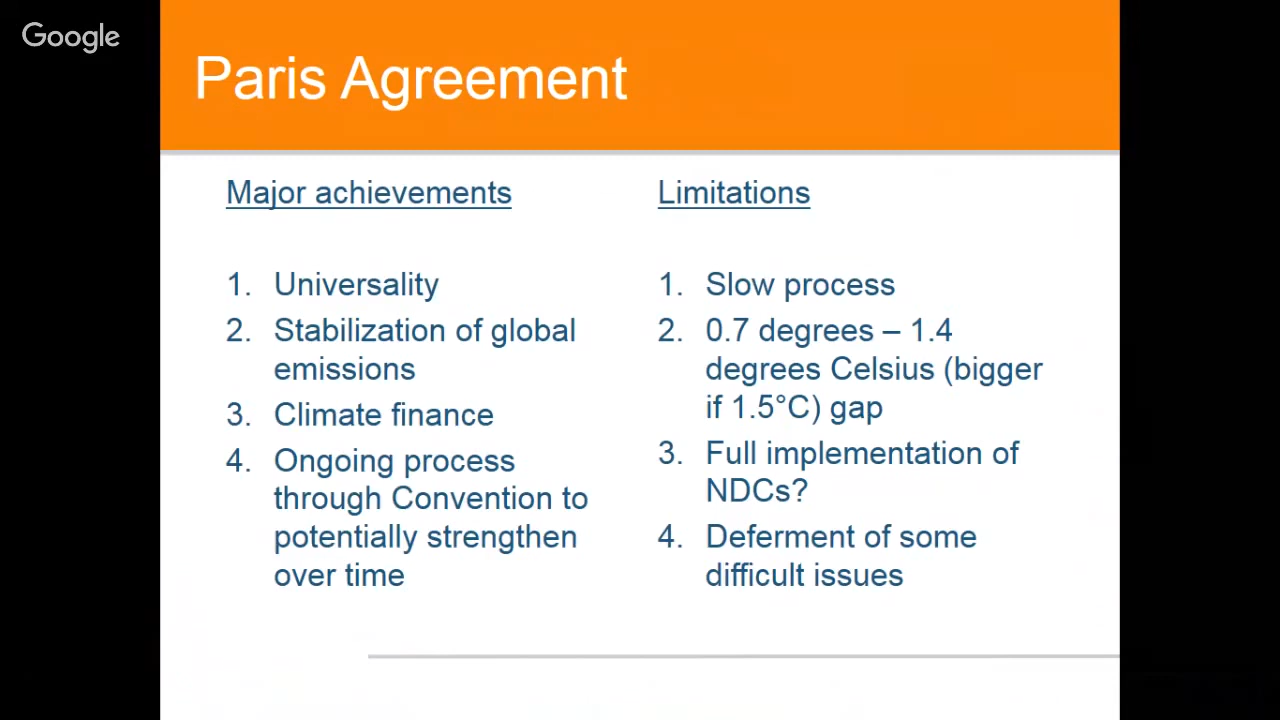 Google
Paris Agreement
Major achievements
1. Universality
2. Stabilization of global
emissions
3. Climate finance
4. Ongoing process
through Convention to
potentially strengthen
over time
Limitations
1. Slow process
2. 0.7 degrees – 1.4
degrees Celsius (bigger
if 1.5°C) gap
3. Full implementation of
NDCs?
4. Deferment of some
difficult issues